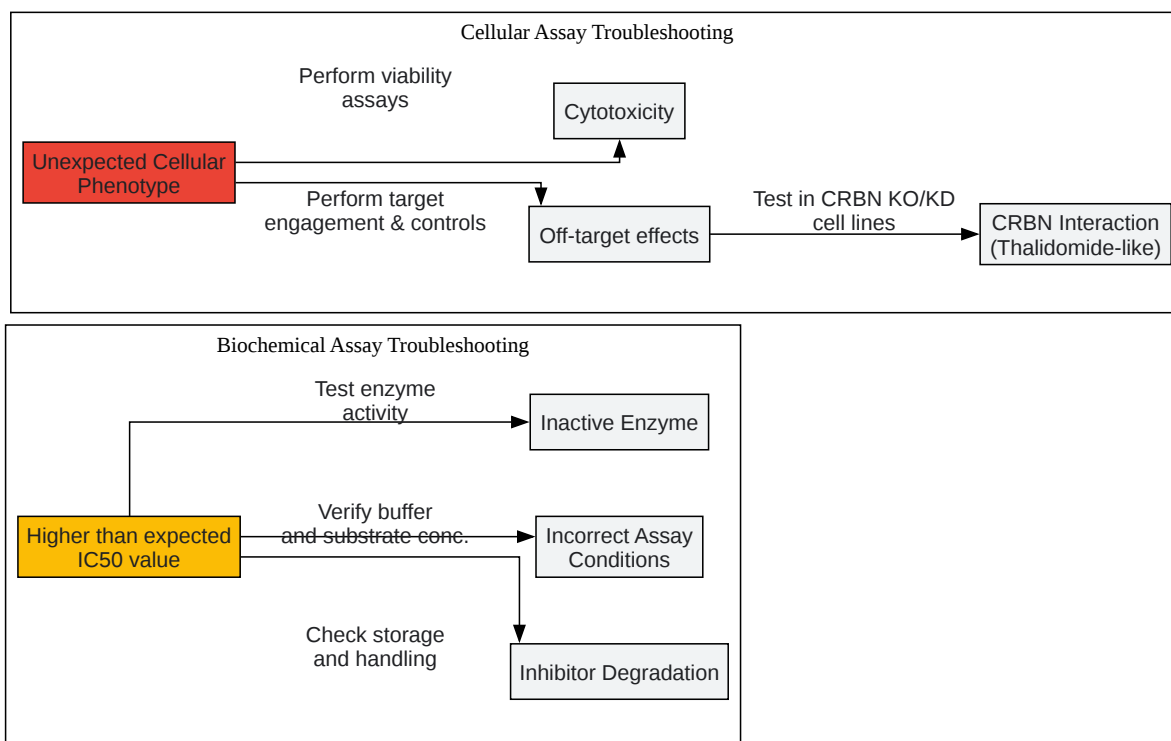 Cellular Assay Troubleshooting
Perform viability
assays
Cytotoxicity
Unexpected Cellular
Phenotype
Perform target
engagement & controls
Off-target effects
Test in CRBN KO/KD
cell lines
CRBN Interaction
(Thalidomide-like)
Biochemical Assay Troubleshooting
Test enzyme
activity
Inactive Enzyme
Higher than expected
IC50 value
Verify buffer
and substrate conc.
Incorrect Assay
Conditions
Check storage
and handling
Inhibitor Degradation